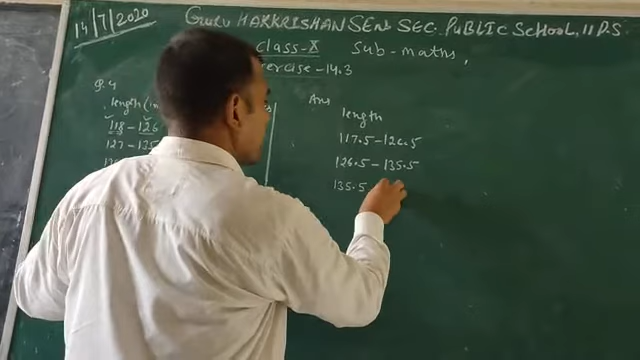 14/7/2020
GURU HARKRISHAN SEN SEC. PUBLIC SCHOOL, 11 D.S.
Class-X Sub-maths,
Exercise-14.3
Q.4
length (in
118 - 126
127 - 135
Ans
length
117.5 - 126.5
126.5 - 135.5
135.5